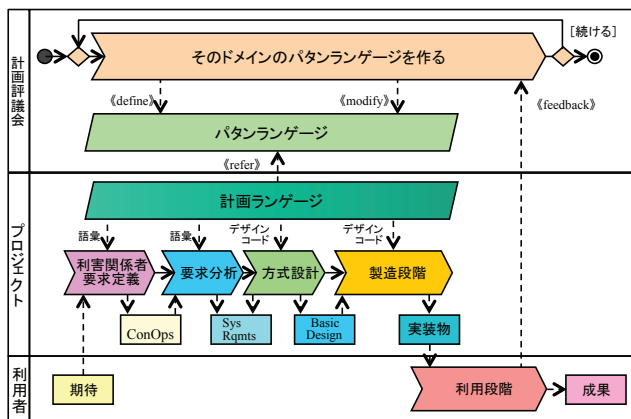 計画評議会
[続ける]
そのドメインのパタンランゲージを作る
《define》
《modify》
《feedback》
パタンランゲージ
《refer》
プロジェクト
計画ランゲージ
語彙
語彙
デザイン
コード
デザイン
コード
利害関係者
要求定義
要求分析
方式設計
製造段階
ConOps
Sys
Rqmts
Basic
Design
実装物
利用者
期待
利用段階
成果